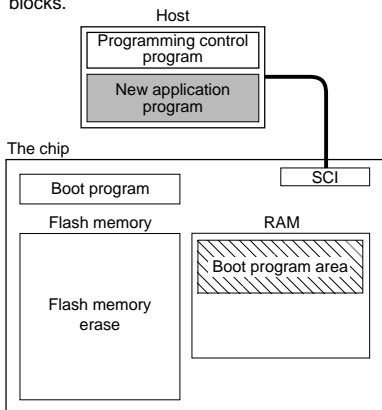 blocks.
Host
Programming control
program
New application
program
The chip
SCI
Boot program
Flash memory
RAM
Boot program area
Flash memory
erase